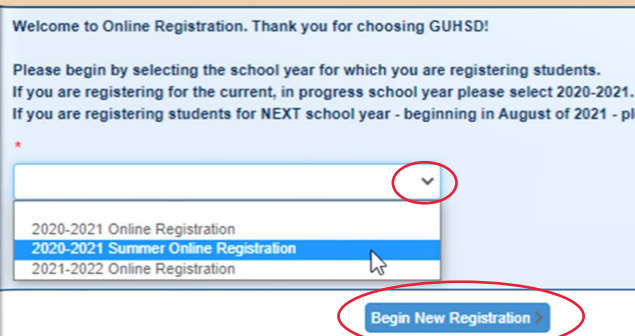 Welcome to Online Registration. Thank you for choosing GUHSD!
Please begin by selecting the school year for which you are registering students.
If you are registering for the current, in progress school year please select 2020-2021.
If you are registering students for NEXT school year - beginning in August of 2021 -
*
2020-2021 Online Registration
2020-2021 Summer Online Registration
2021-2022 Online Registration
Begin New Registration >